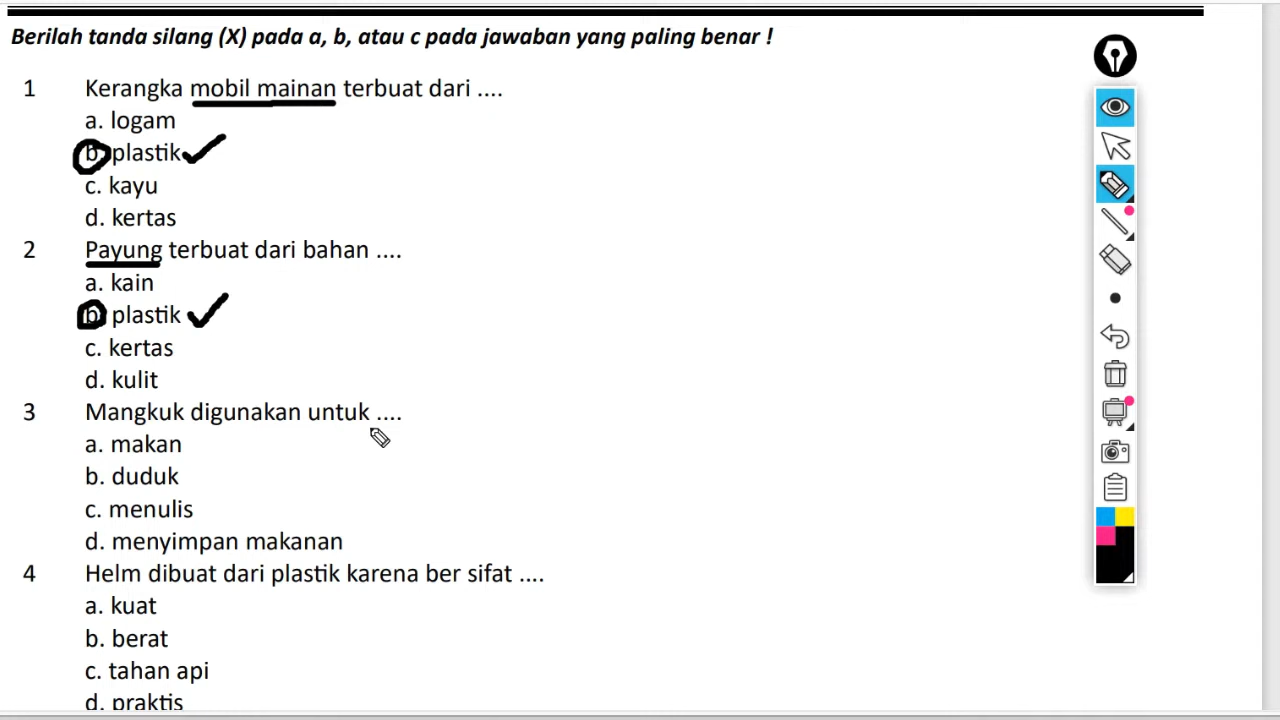 Berilah tanda silang (X) pada a, b, atau c pada jawaban yang paling benar !
1 Kerangka mobil mainan terbuat dari ....
a. logam
b. plastik
c. kayu
d. kertas
2 Payung terbuat dari bahan ....
a. kain
b. plastik
c. kertas
d. kulit
3 Mangkuk digunakan untuk ....
a. makan
b. duduk
c. menulis
d. menyimpan makanan
4 Helm dibuat dari plastik karena ber sifat ....
a. kuat
b. berat
c. tahan api
d. praktis